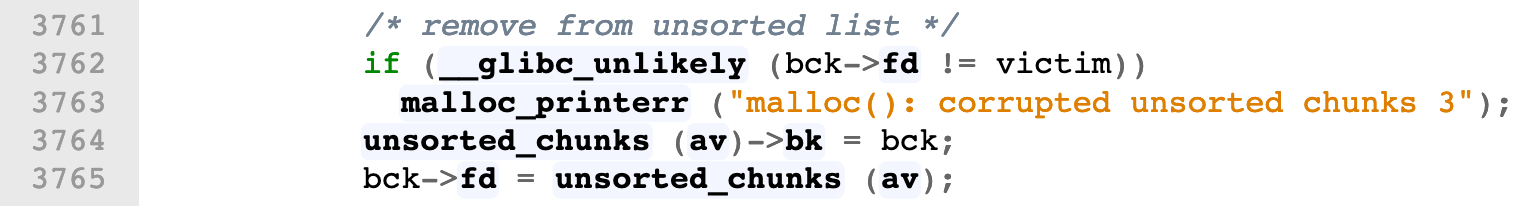 3761 /* remove from unsorted list */
3762 if (__glibc_unlikely (bck->fd != victim))
3763 malloc_printerr ("malloc(): corrupted unsorted chunks 3");
3764 unsorted_chunks (av)->bk = bck;
3765 bck->fd = unsorted_chunks (av);